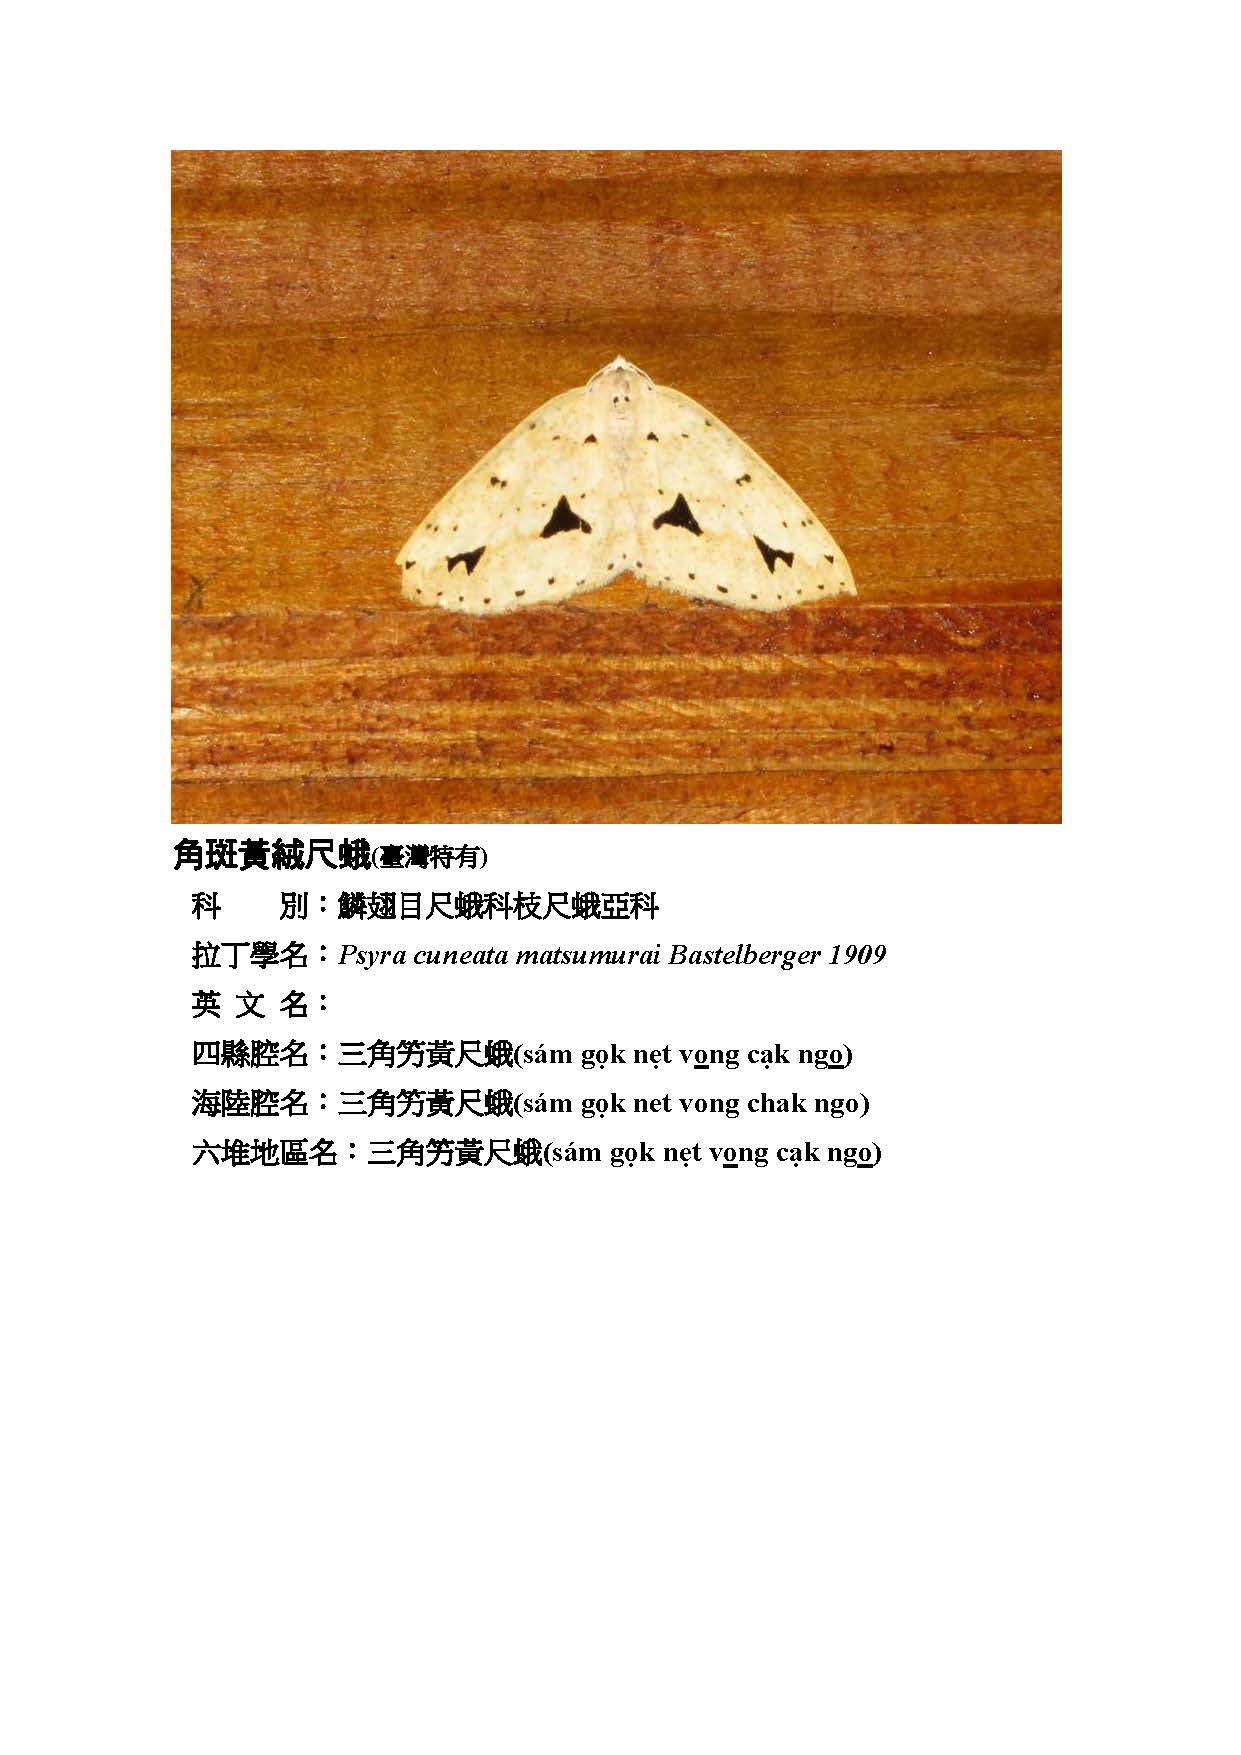 角斑黃絨尺蛾(臺灣特有)
科　　別：鱗翅目尺蛾科枝尺蛾亞科
拉丁學名：Psyra cuneata matsumurai Bastelberger 1909
英 文 名：
四縣腔名：三角竻黃尺蛾(sám gọk nẹt vo̲ng cạk ngo̲)
海陸腔名：三角竻黃尺蛾(sám gọk net vong chak ngo)
六堆地區名：三角竻黃尺蛾(sám gọk nẹt vo̲ng cạk ngo̲)